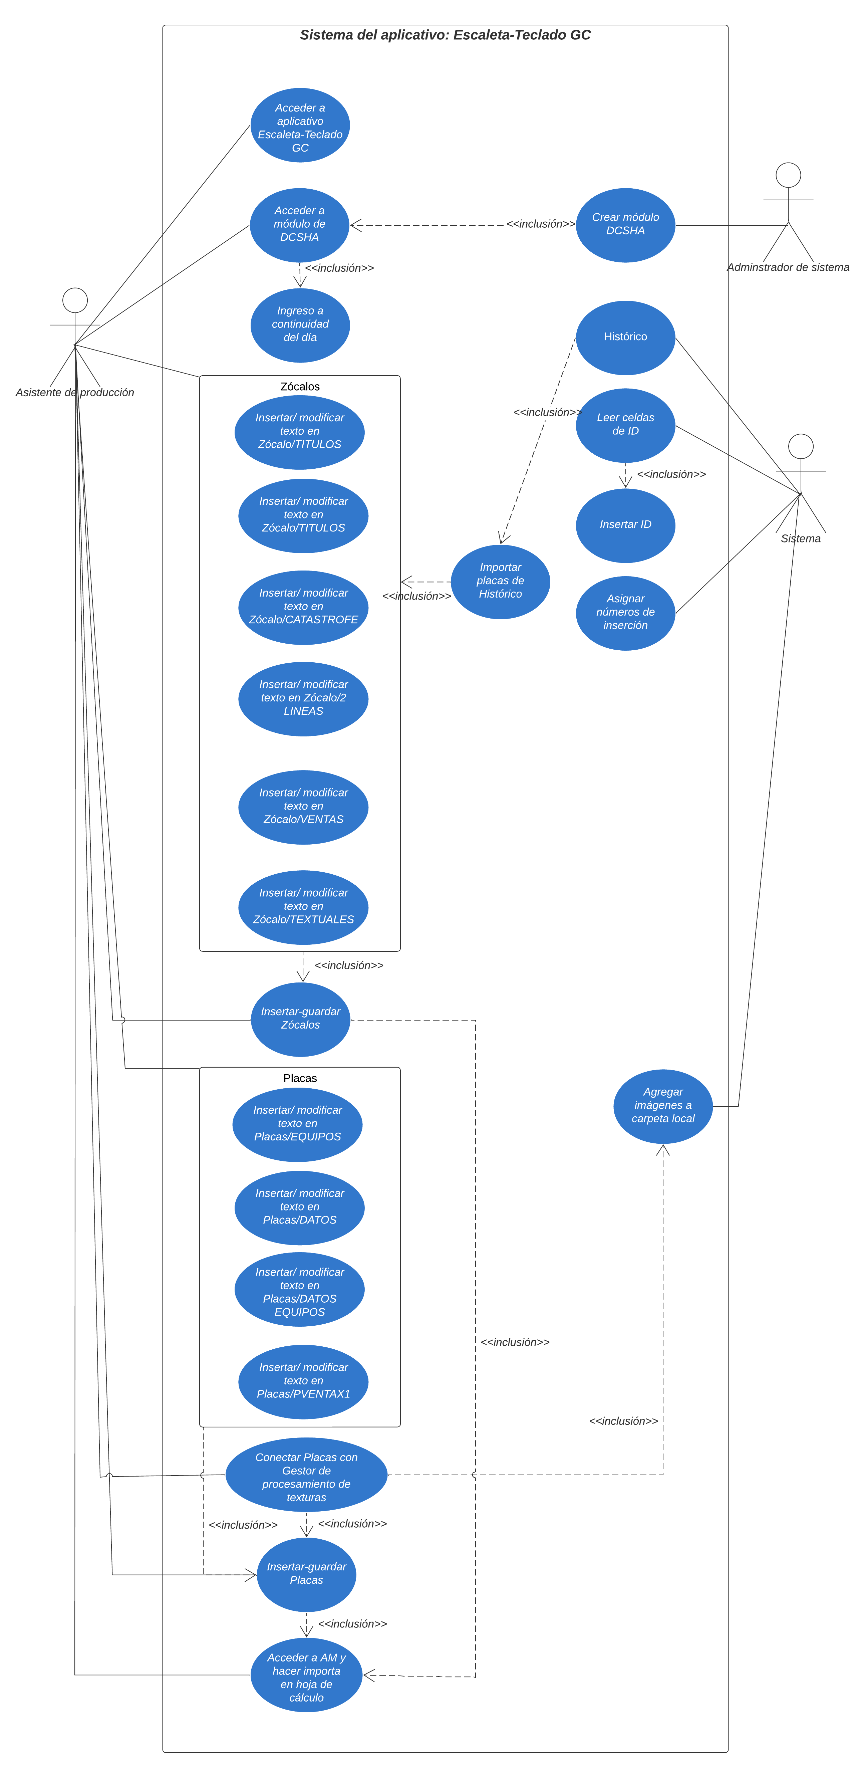 Sistema del aplicativo: Escaleta-Teclado GC
Acceder a
aplicativo
Escaleta-Teclado
GC
Acceder a
módulo de
DCSHA
<<inclusión>>
Crear módulo
DCSHA
Adminstrador de sistema
<<inclusión>>
Ingreso a
continuidad
del día
Histórico
Asistente de producción
Zócalos
Insertar/ modificar
texto en
Zócalo/TITULOS
<<inclusión>>
Leer celdas
de ID
<<inclusión>>
Insertar/ modificar
texto en
Zócalo/TITULOS
Insertar ID
Sistema
Importar
placas de
Histórico
<<inclusión>>
Insertar/ modificar
texto en
Zócalo/CATASTROFE
Asignar
números de
inserción
Insertar/ modificar
texto en Zócalo/2
LINEAS
Insertar/ modificar
texto en
Zócalo/VENTAS
Insertar/ modificar
texto en
Zócalo/TEXTUALES
<<inclusión>>
Insertar-guardar
Zócalos
Placas
Insertar/ modificar
texto en
Placas/EQUIPOS
Agregar
imágenes a
carpeta local
Insertar/ modificar
texto en
Placas/DATOS
Insertar/ modificar
texto en
Placas/DATOS
EQUIPOS
<<inclusión>>
Insertar/ modificar
texto en
Placas/PVENTAX1
<<inclusión>>
Conectar Placas con
Gestor de
procesamiento de
texturas
<<inclusión>>
<<inclusión>>
Insertar-guardar
Placas
<<inclusión>>
Acceder a AM y
hacer importa
en hoja de
cálculo